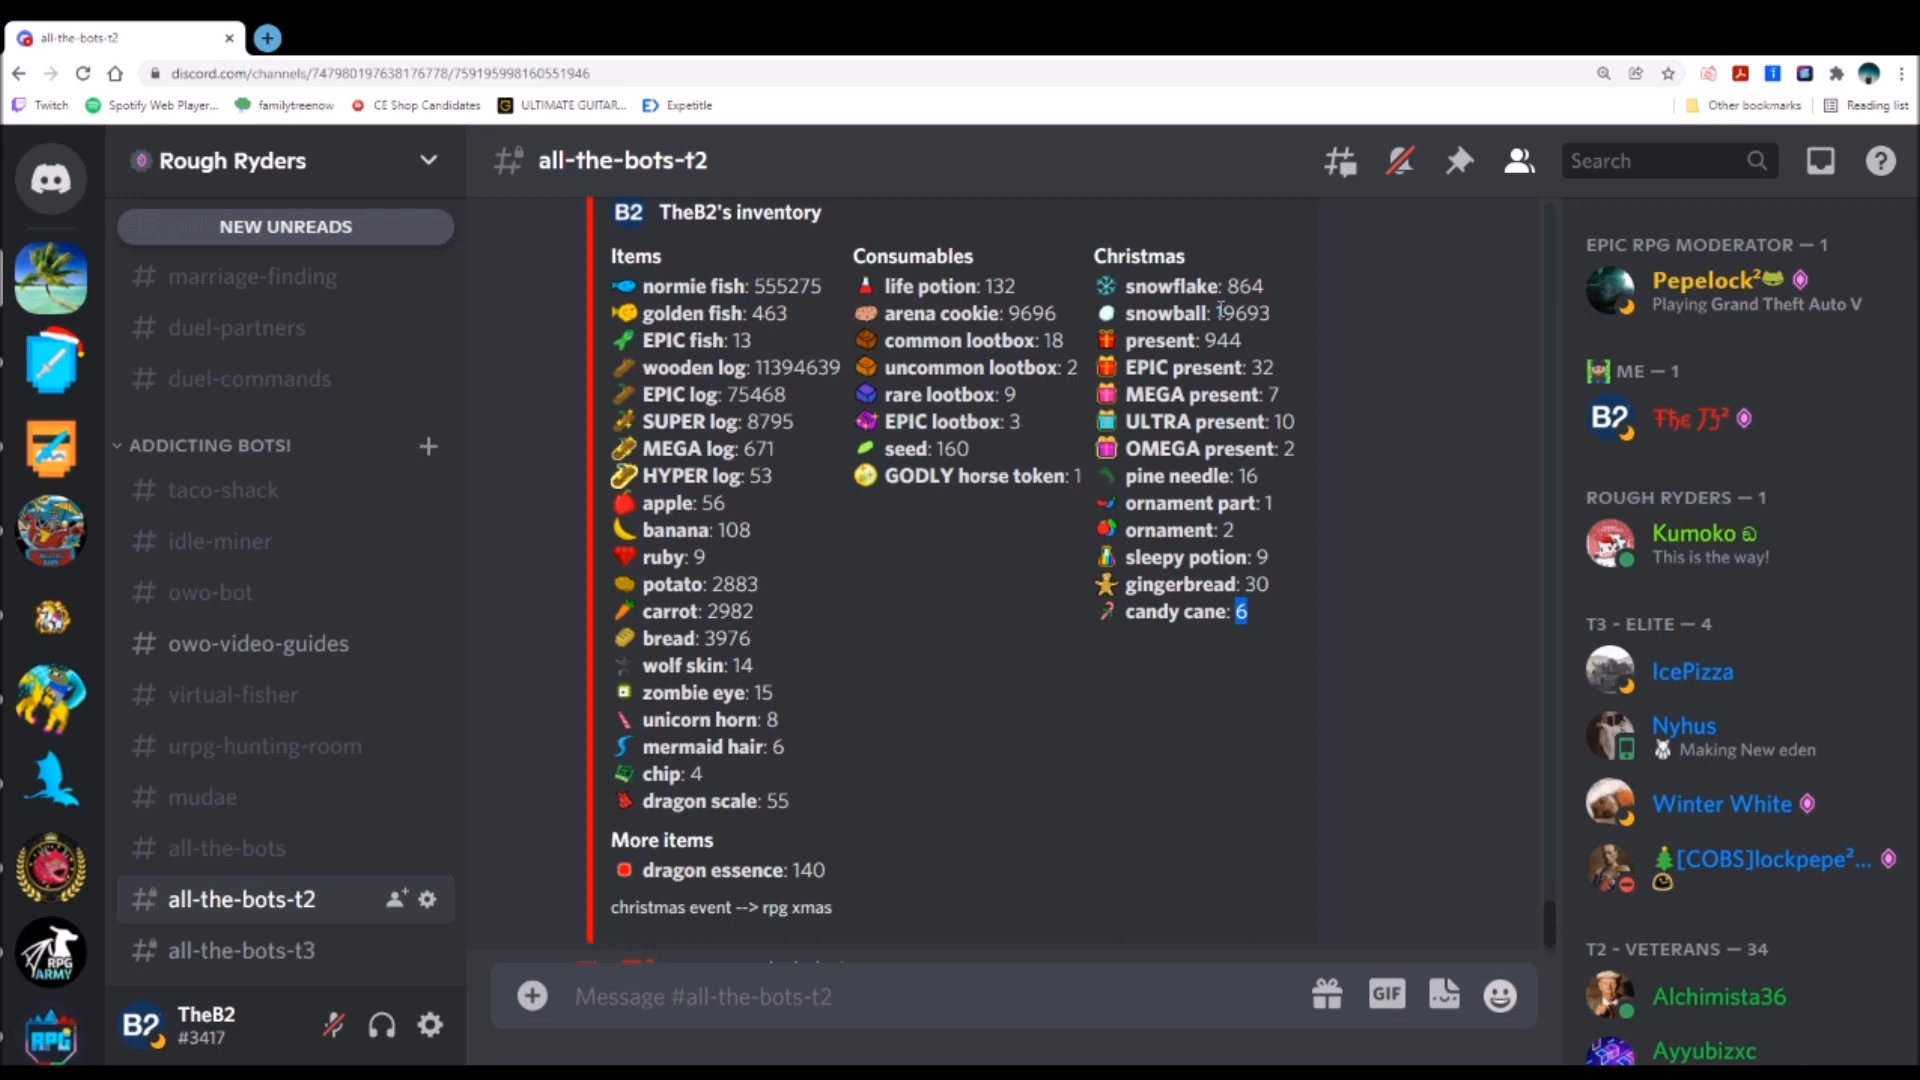 all-the-bots-t2
discord.com/channels/747980197638176778/759195998160551946
Twitch
Spotify Web Player...
familytreenow
CE Shop Candidates
ULTIMATE GUITAR...
Expetitle
Other bookmarks
Reading list
Rough Ryders
NEW UNREADS
# marriage-finding
# duel-partners
# duel-commands
ADDICTING BOTS!
# taco-shack
# idle-miner
# owo-bot
# owo-video-guides
# virtual-fisher
# urpg-hunting-room
# mudae
# all-the-bots
all-the-bots-t2
all-the-bots-t3
RPG
ARMY
RPG
B2
TheB2
#3417
all-the-bots-t2
Search
B2 TheB2's inventory
Items
normie fish: 555275
golden fish: 463
EPIC fish: 13
wooden log: 11394639
EPIC log: 75468
SUPER log: 8795
MEGA log: 671
HYPER log: 53
apple: 56
banana: 108
ruby: 9
potato: 2883
carrot: 2982
bread: 3976
wolf skin: 14
zombie eye: 15
unicorn horn: 8
mermaid hair: 6
chip: 4
dragon scale: 55
Consumables
life potion: 132
arena cookie: 9696
common lootbox: 18
uncommon lootbox: 2
rare lootbox: 9
EPIC lootbox: 3
seed: 160
GODLY horse token: 1
Christmas
snowflake: 864
snowball: 19693
present: 944
EPIC present: 32
MEGA present: 7
ULTRA present: 10
OMEGA present: 2
pine needle: 16
ornament part: 1
ornament: 2
sleepy potion: 9
gingerbread: 30
candy cane: 6
More items
dragon essence: 140
christmas event --> rpg xmas
Message #all-the-bots-t2
GIF
EPIC RPG MODERATOR — 1
Pepelock²
Playing Grand Theft Auto V
ME — 1
B2
ROUGH RYDERS — 1
Kumoko
This is the way!
T3 - ELITE — 4
IcePizza
Nyhus
Making New eden
Winter White
[COBS]lockpepe²...
T2 - VETERANS — 34
Alchimista36
Ayyubizxc